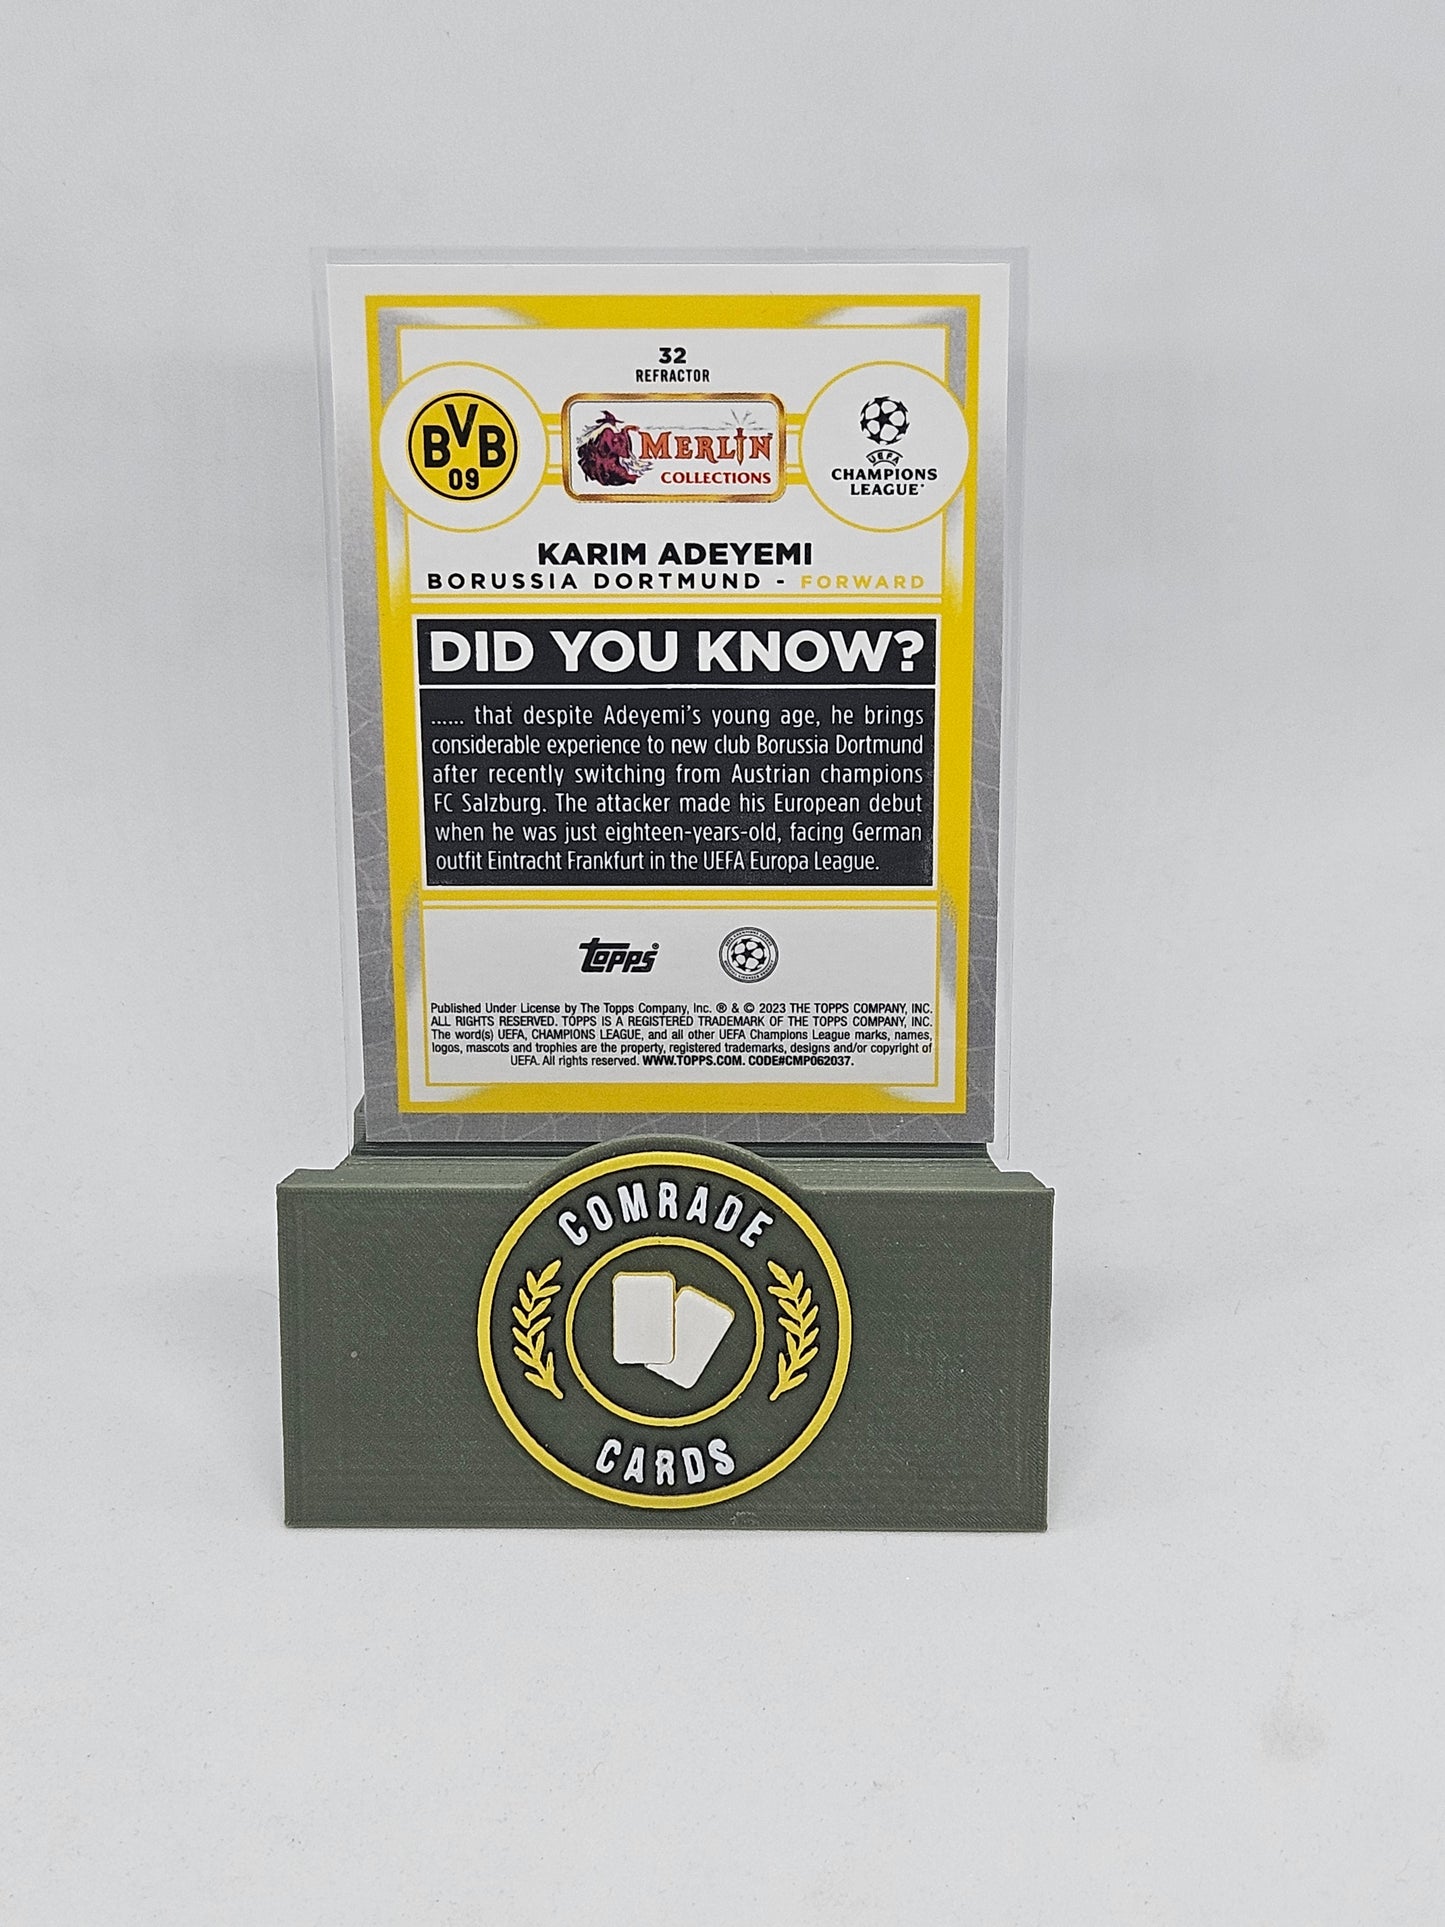 32
REFRACTOR
BVB
09
MERLIN
COLLECTIONS
UEFA
CHAMPIONS
LEAGUE
KARIM ADEYEMI
BORUSSIA DORTMUND - FORWARD
DID YOU KNOW?
...... that despite Adeyemi's young age, he brings
considerable experience to new club Borussia Dortmund
after recently switching from Austrian champions
FC Salzburg. The attacker made his European debut
when he was just eighteen-years-old, facing German
outfit Eintracht Frankfurt in the UEFA Europa League.
Topps®
Published Under License by The Topps Company, Inc. ® & © 2023 THE TOPPS COMPANY, INC.
ALL RIGHTS RESERVED. TOPPS IS A REGISTERED TRADEMARK OF THE TOPPS COMPANY, INC.
The word(s) UEFA, CHAMPIONS LEAGUE, and all other UEFA Champions League marks, names,
logos, mascots and trophies are the property, registered trademarks, designs and/or copyright of
UEFA. All rights reserved. WWW.TOPPS.COM. CODE#CMP062037.
COMRADE
CARDS